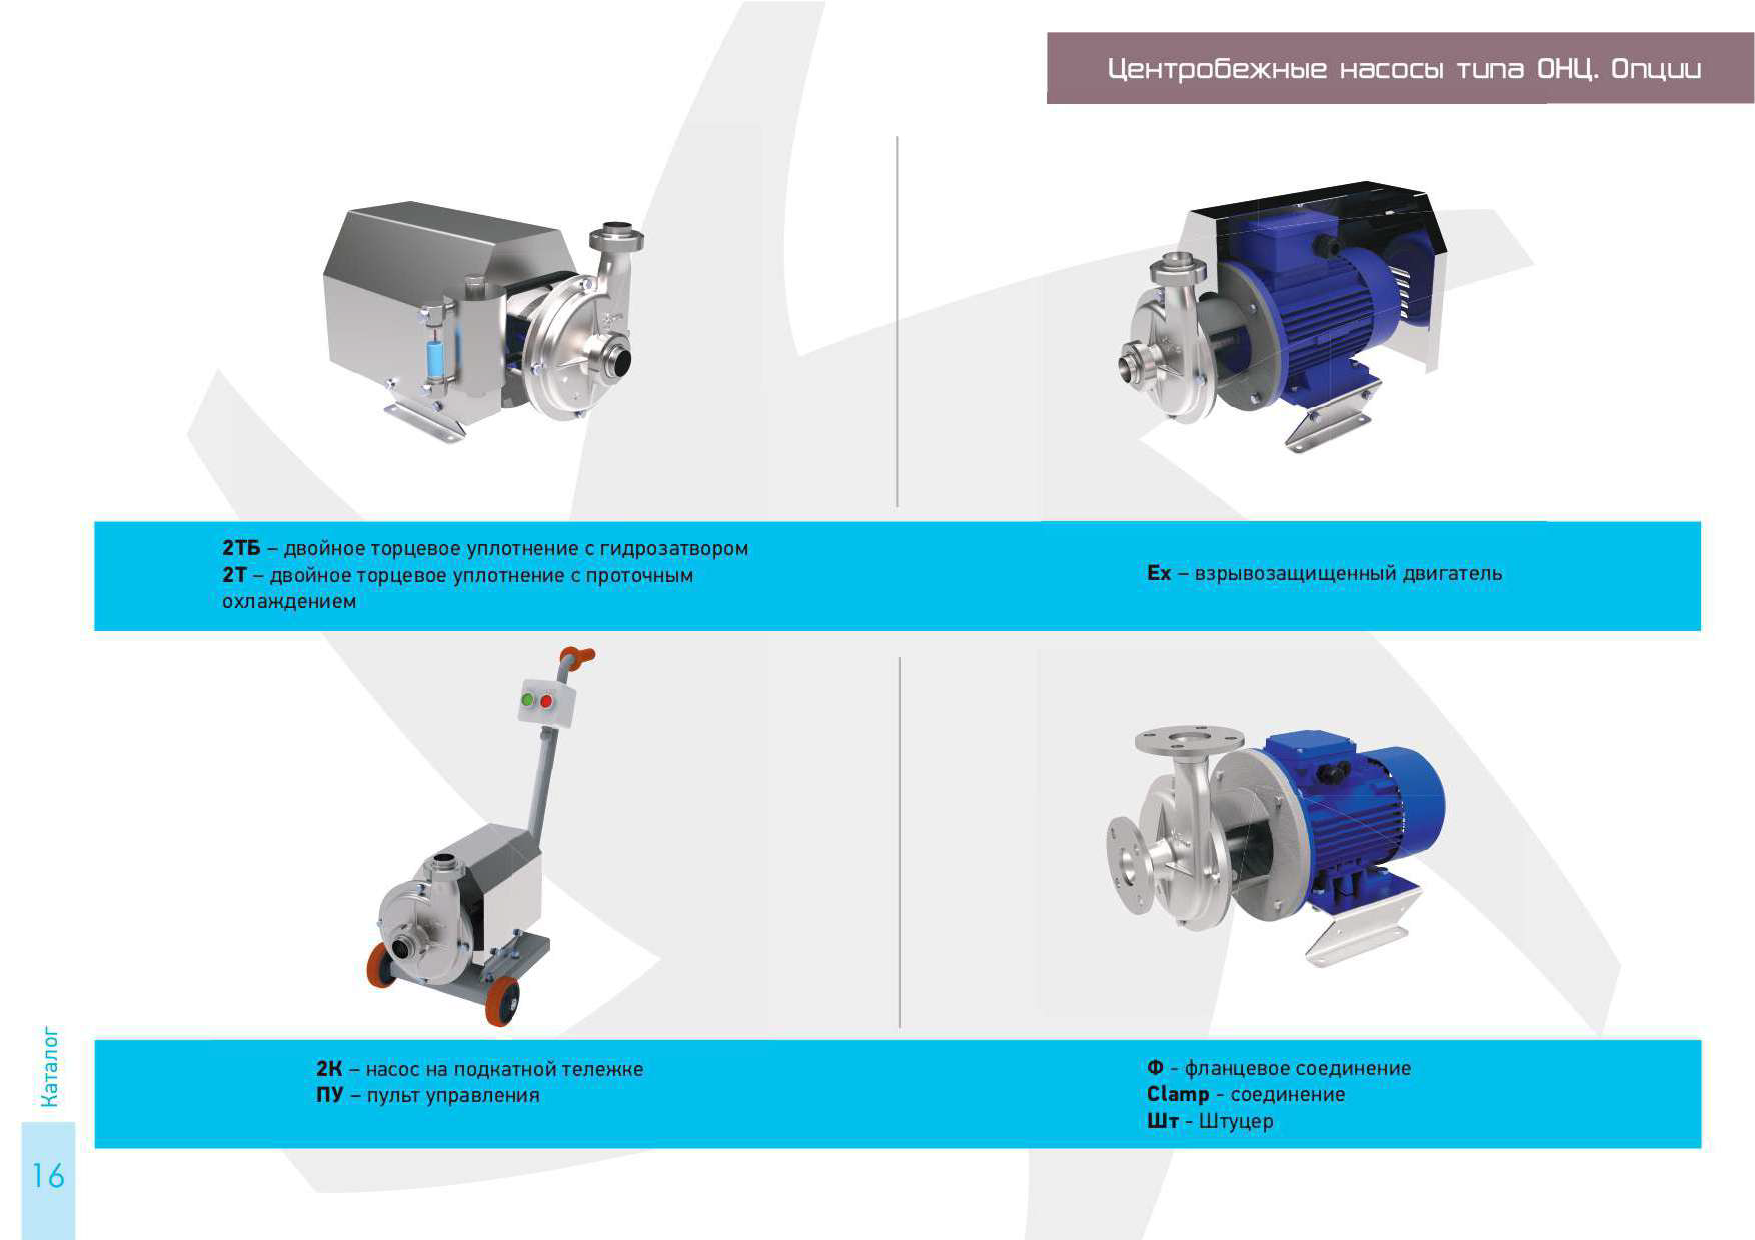 Центробежные насосы типа ОНЦ. Опции
2ТБ – двойное торцевое уплотнение с гидрозатвором
2Т – двойное торцевое уплотнение с проточным
охлаждением
Ex – взрывозащищенный двигатель
2К – насос на подкатной тележке
ПУ – пульт управления
Ф - фланцевое соединение
Clamp - соединение
Шт - Штуцер
Каталог
16